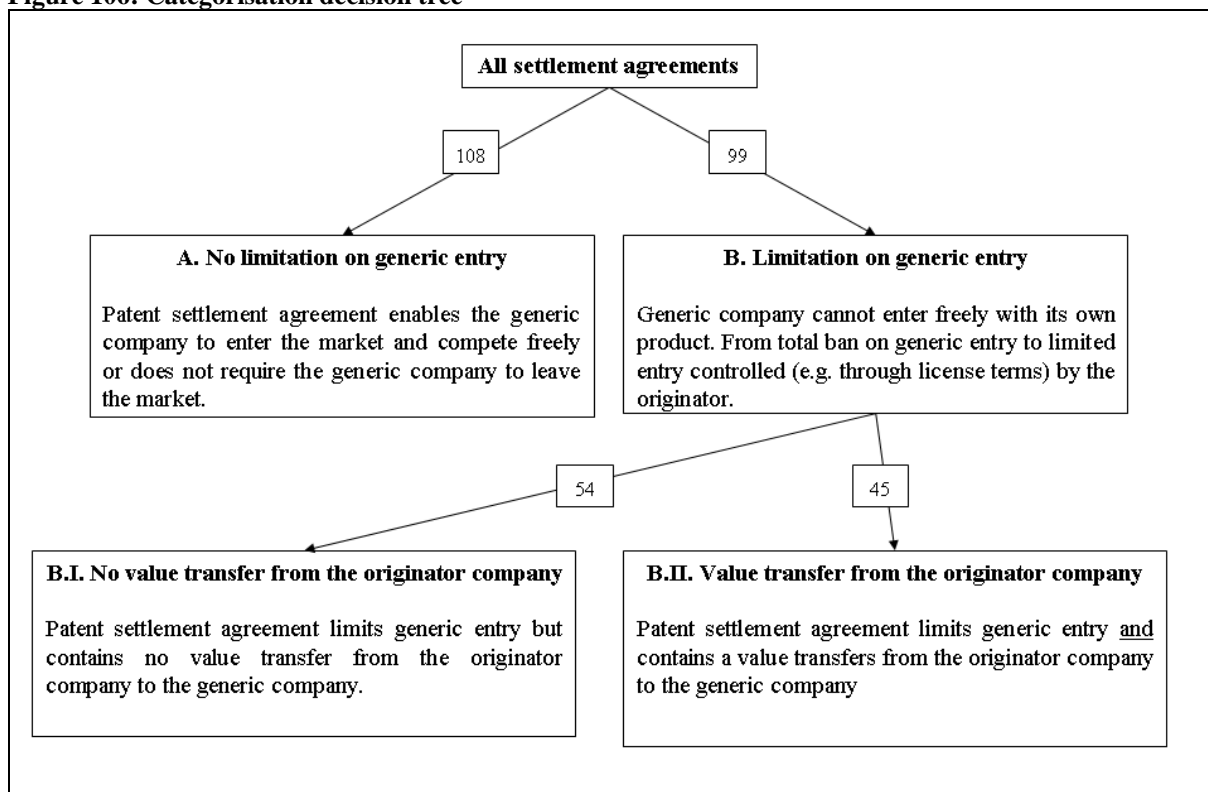 Figure 106: Categorisation decision tree
All settlement agreements
108
99
A. No limitation on generic entry
Patent settlement agreement enables the generic
company to enter the market and compete freely
or does not require the generic company to leave
the market.
B. Limitation on generic entry
Generic company cannot enter freely with its own
product. From total ban on generic entry to limited
entry controlled (e.g. through license terms) by the
originator.
54
45
B.I. No value transfer from the originator company
Patent settlement agreement limits generic entry but
contains no value transfer from the originator
company to the generic company.
B.II. Value transfer from the originator company
Patent settlement agreement limits generic entry and
contains a value transfers from the originator company
to the generic company